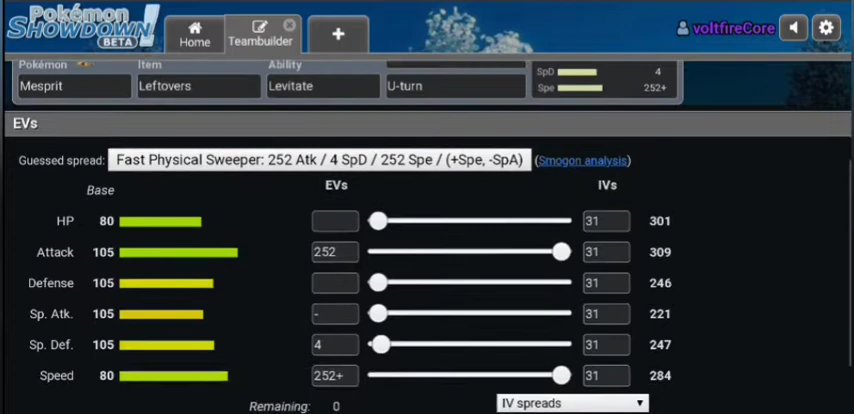 Pokémon
SHOWDOWN!
BETA
Home
Teambuilder
+
voltfireCore
Pokémon Item Ability
Mesprit Leftovers Levitate U-turn
SpD 4
Spe 252+
EVs
Guessed spread: Fast Physical Sweeper: 252 Atk / 4 SpD / 252 Spe / (+Spe, -SpA) (Smogon analysis)
Base EVs IVs
HP 80 31 301
Attack 105 252 31 309
Defense 105 31 246
Sp. Atk. 105 - 31 221
Sp. Def. 105 4 31 247
Speed 80 252+ 31 284
Remaining: 0 IV spreads